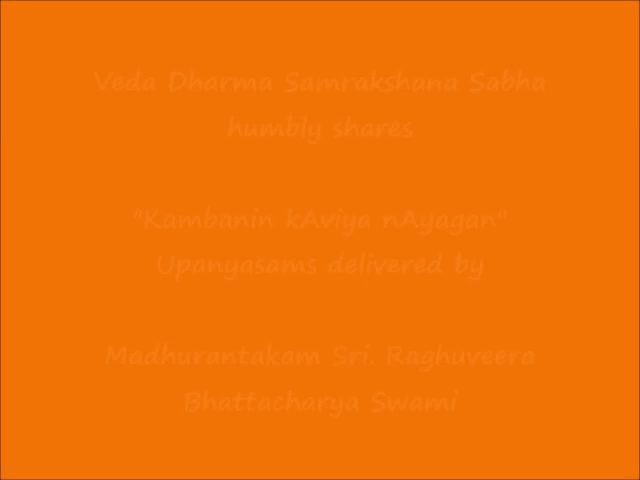 Veda Dharma Samrakshana Sabha
humbly shares
"Kambanin kAviya nAyagan"
Upanyasams delivered by
Madhurantakam Sri. Raghuveera
Bhattacharya Swami